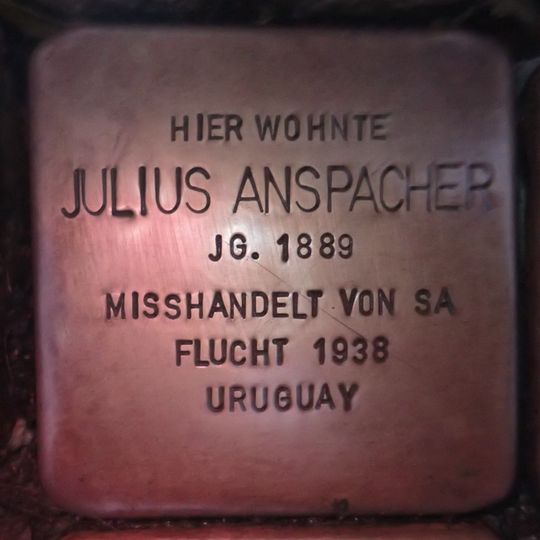 HIER WOHNTE
JULIUS ANSPACHER
JG. 1889
MISSHANDELT VON SA
FLUCHT 1938
URUGUAY